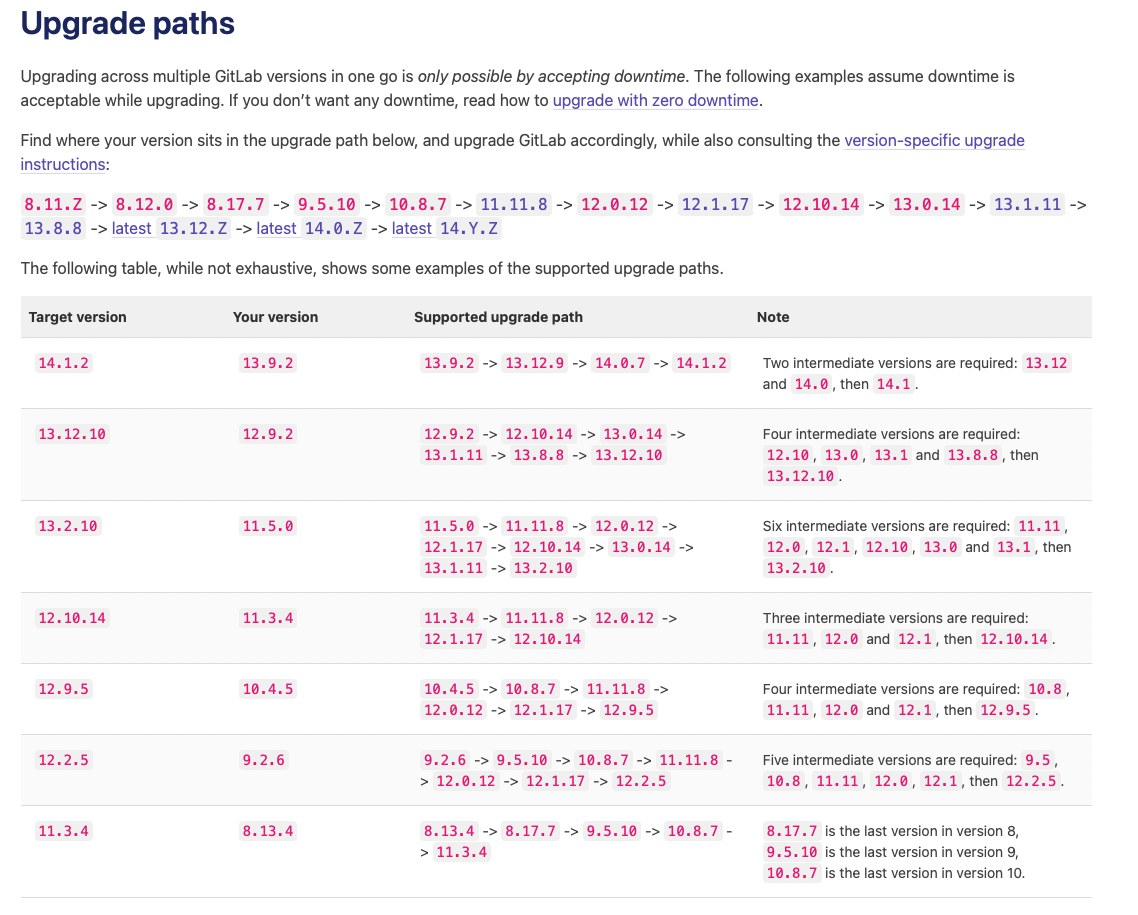 Upgrade paths
Upgrading across multiple GitLab versions in one go is only possible by accepting downtime. The following examples assume downtime is
acceptable while upgrading. If you don’t want any downtime, read how to upgrade with zero downtime.
Find where your version sits in the upgrade path below, and upgrade GitLab accordingly, while also consulting the version-specific upgrade
instructions:
8.11.Z -> 8.12.0 -> 8.17.7 -> 9.5.10 -> 10.8.7 -> 11.11.8 -> 12.0.12 -> 12.1.17 -> 12.10.14 -> 13.0.14 -> 13.1.11 ->
13.8.8 -> latest 13.12.Z -> latest 14.0.Z -> latest 14.Y.Z
The following table, while not exhaustive, shows some examples of the supported upgrade paths.
Target version Your version Supported upgrade path Note
14.1.2 13.9.2 13.9.2 -> 13.12.9 -> 14.0.7 -> 14.1.2 Two intermediate versions are required: 13.12
and 14.0, then 14.1.
13.12.10 12.9.2 12.9.2 -> 12.10.14 -> 13.0.14 -> Four intermediate versions are required:
13.1.11 -> 13.8.8 -> 13.12.10 12.10, 13.0, 13.1 and 13.8.8, then
13.12.10.
13.2.10 11.5.0 11.5.0 -> 11.11.8 -> 12.0.12 -> Six intermediate versions are required: 11.11,
12.1.17 -> 12.10.14 -> 13.0.14 -> 12.0, 12.1, 12.10, 13.0 and 13.1, then
13.1.11 -> 13.2.10 13.2.10.
12.10.14 11.3.4 11.3.4 -> 11.11.8 -> 12.0.12 -> Three intermediate versions are required:
12.1.17 -> 12.10.14 11.11, 12.0 and 12.1, then 12.10.14.
12.9.5 10.4.5 10.4.5 -> 10.8.7 -> 11.11.8 -> Four intermediate versions are required: 10.8,
12.0.12 -> 12.1.17 -> 12.9.5 11.11, 12.0 and 12.1, then 12.9.5.
12.2.5 9.2.6 9.2.6 -> 9.5.10 -> 10.8.7 -> 11.11.8 - Five intermediate versions are required: 9.5,
> 12.0.12 -> 12.1.17 -> 12.2.5 10.8, 11.11, 12.0, 12.1, then 12.2.5.
11.3.4 8.13.4 8.13.4 -> 8.17.7 -> 9.5.10 -> 10.8.7 - 8.17.7 is the last version in version 8,
> 11.3.4 9.5.10 is the last version in version 9,
10.8.7 is the last version in version 10.